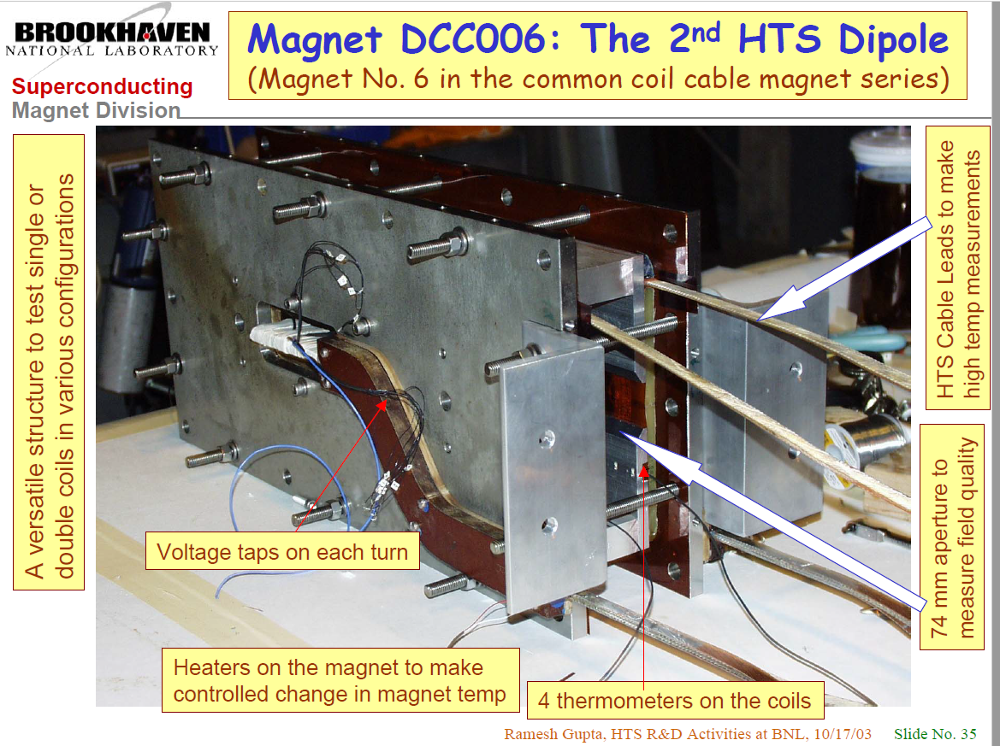 BROOKHAVEN
NATIONAL LABORATORY
Superconducting
Magnet Division
Magnet DCC006: The 2nd HTS Dipole
(Magnet No. 6 in the common coil cable magnet series)
A versatile structure to test single or
double coils in various configurations
HTS Cable Leads to make
high temp measurements
74 mm aperture to
measure field quality
Voltage taps on each turn
Heaters on the magnet to make
controlled change in magnet temp
4 thermometers on the coils
Ramesh Gupta, HTS R&D Activities at BNL, 10/17/03
Slide No. 35